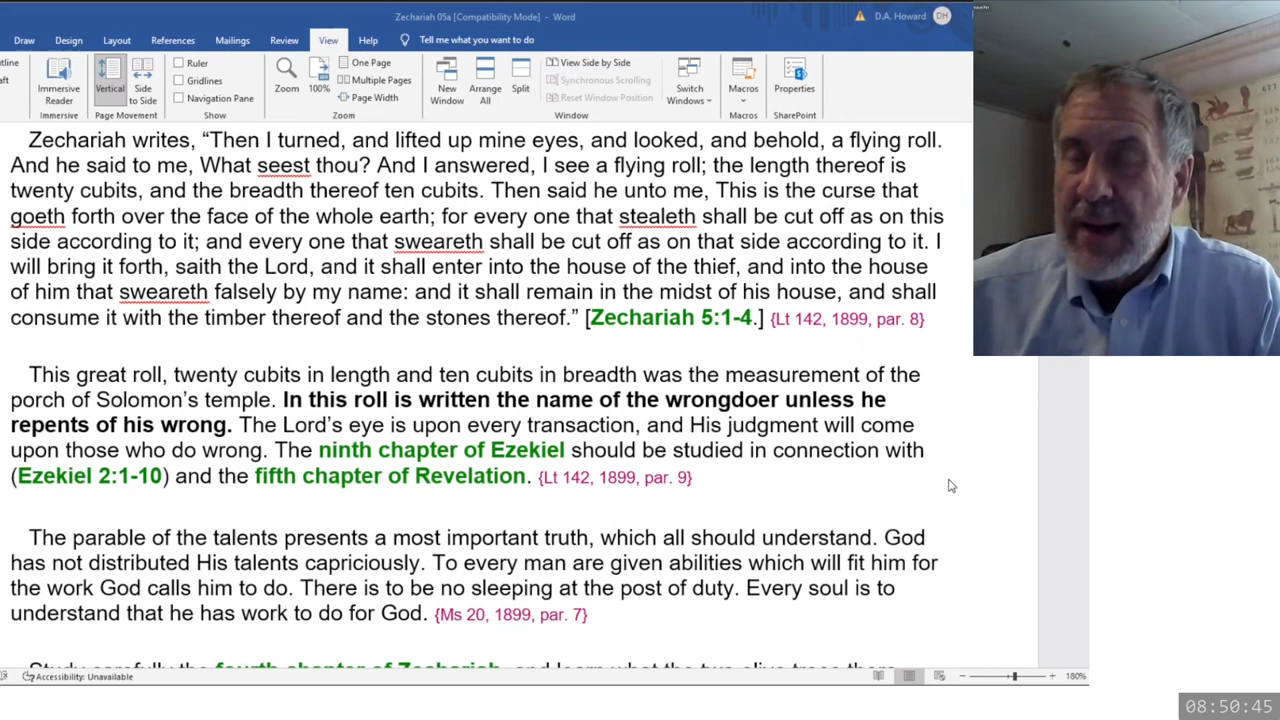 Zechariah 05a [Compatibility Mode] - Word
D.A. Howard DH
Draw Design Layout References Mailings Review View Help Tell me what you want to do
Immersive Reader
Immersive
Vertical
Side to Side
Page Movement
Ruler
Gridlines
Navigation Pane
Show
Zoom
100%
One Page
Multiple Pages
Page Width
Zoom
New Window
Arrange All
Split
View Side by Side
Synchronous Scrolling
Reset Window Position
Switch Windows
Window
Macros
Macros
Properties
SharePoint
Zechariah writes, “Then I turned, and lifted up mine eyes, and looked, and behold, a flying roll.
And he said to me, What seest thou? And I answered, I see a flying roll; the length thereof is
twenty cubits, and the breadth thereof ten cubits. Then said he unto me, This is the curse that
goeth forth over the face of the whole earth; for every one that stealeth shall be cut off as on this
side according to it; and every one that sweareth shall be cut off as on that side according to it. I
will bring it forth, saith the Lord, and it shall enter into the house of the thief, and into the house
of him that sweareth falsely by my name: and it shall remain in the midst of his house, and shall
consume it with the timber thereof and the stones thereof.” [Zechariah 5:1-4.] {Lt 142, 1899, par. 8}
This great roll, twenty cubits in length and ten cubits in breadth was the measurement of the
porch of Solomon’s temple. In this roll is written the name of the wrongdoer unless he
repents of his wrong. The Lord’s eye is upon every transaction, and His judgment will come
upon those who do wrong. The ninth chapter of Ezekiel should be studied in connection with
(Ezekiel 2:1-10) and the fifth chapter of Revelation. {Lt 142, 1899, par. 9}
The parable of the talents presents a most important truth, which all should understand. God
has not distributed His talents capriciously. To every man are given abilities which will fit him for
the work God calls him to do. There is to be no sleeping at the post of duty. Every soul is to
understand that he has work to do for God. {Ms 20, 1899, par. 7}
Study carefully the fourth chapter of Zechariah, and learn what the two olive trees there
Accessibility: Unavailable
180%
08:50:45